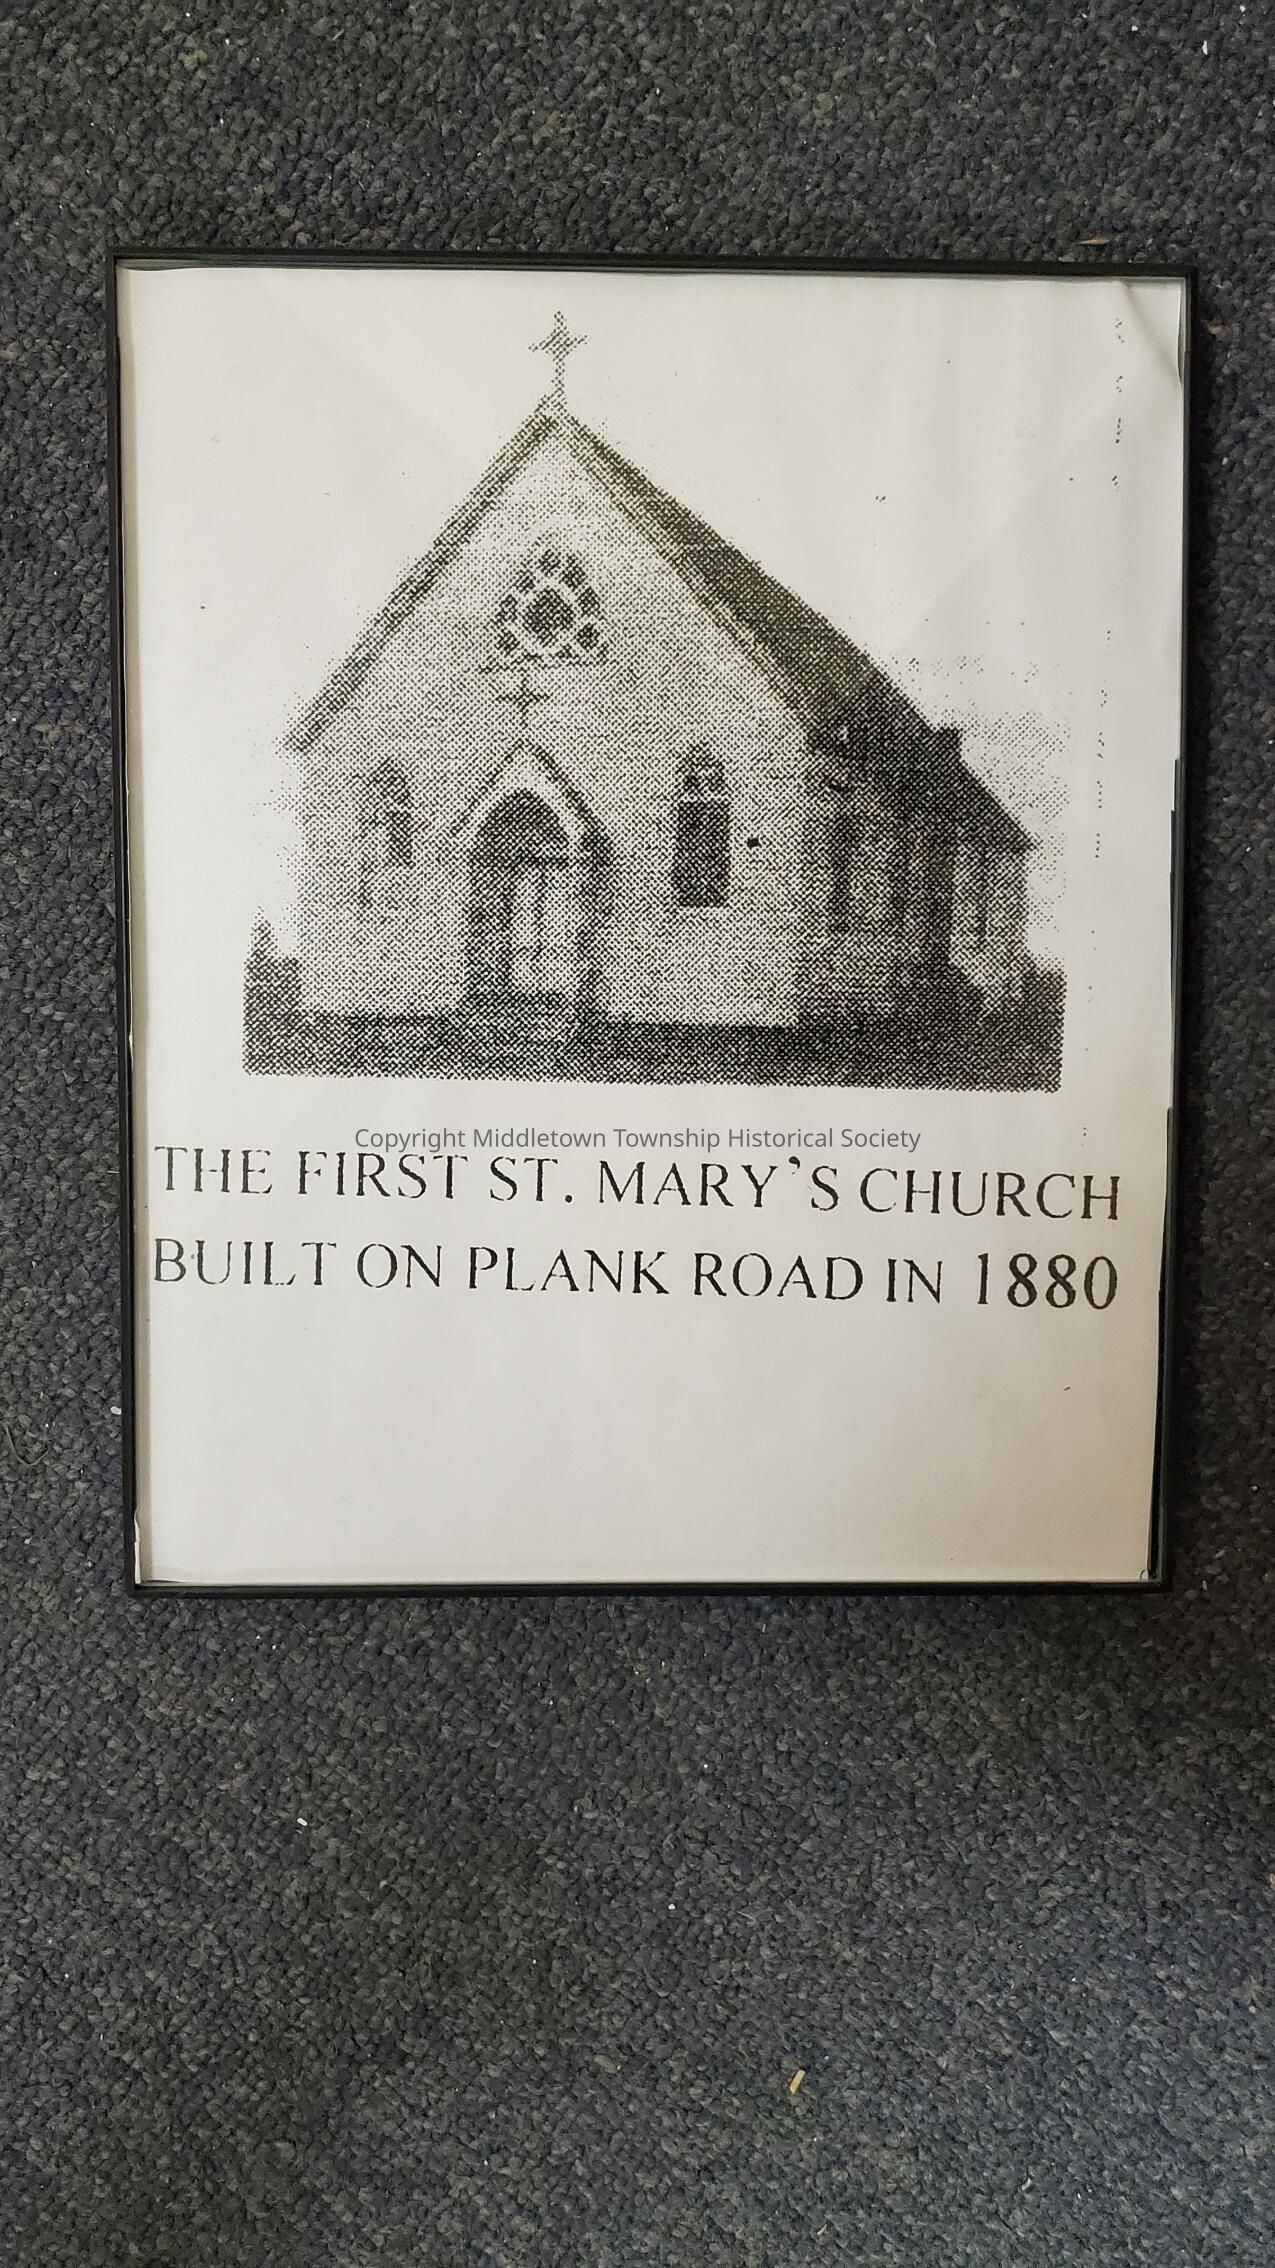 Copyright Middletown Township Historical Society
THE FIRST ST. MARY'S CHURCH
BUILT ON PLANK ROAD IN 1880